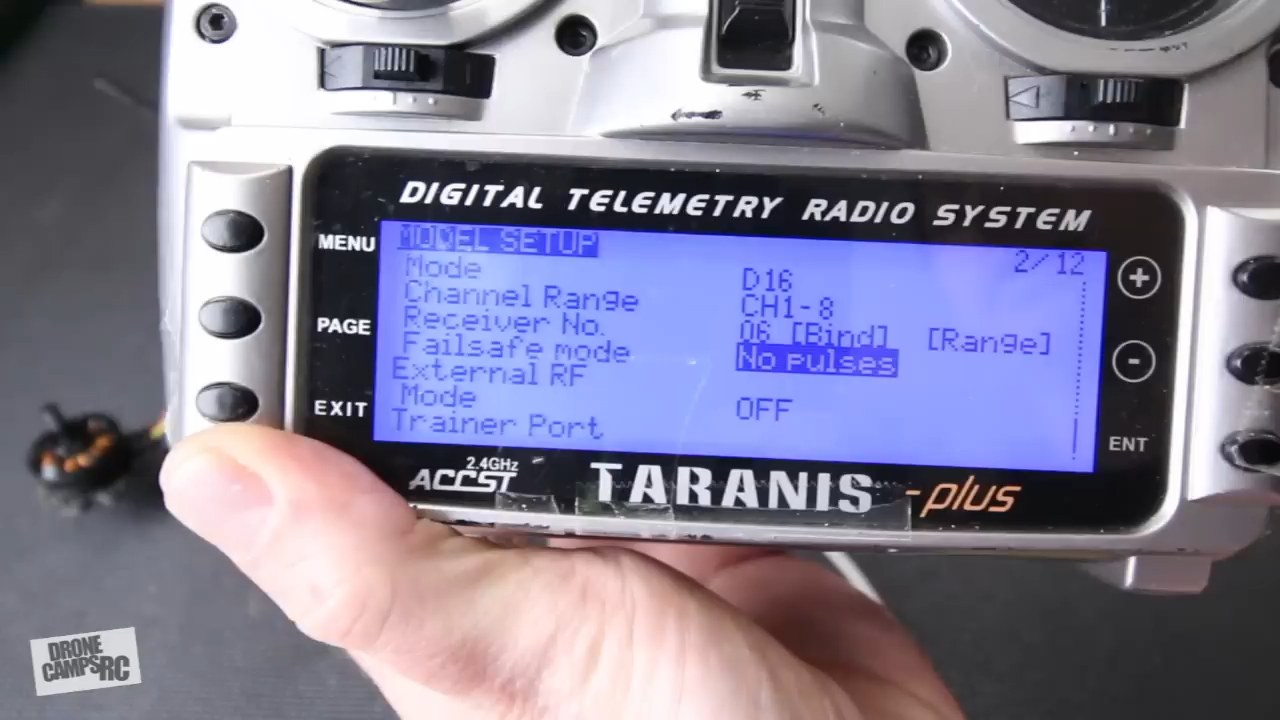 DIGITAL TELEMETRY RADIO SYSTEM
MENU
PAGE
EXIT
MODEL SETUP 2/12
Mode D16
Channel Range CH1-8
Receiver No. 06 [Bind] [Range]
Failsafe mode No pulses
External RF
Mode OFF
Trainer Port
+
-
ENT
2.4GHz
ACCST
TARANIS -plus
DRONE
CAMPSRC